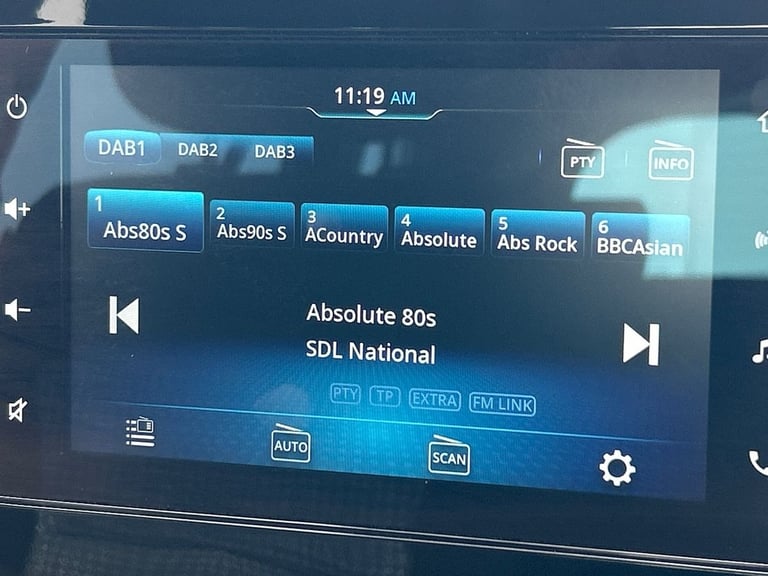 11:19 AM
DAB1 DAB2 DAB3 PTY INFO
1 Abs80s S
2 Abs90s S
3 ACountry
4 Absolute
5 Abs Rock
6 BBCAsian
Absolute 80s
SDL National
PTY TP EXTRA FM LINK
AUTO SCAN